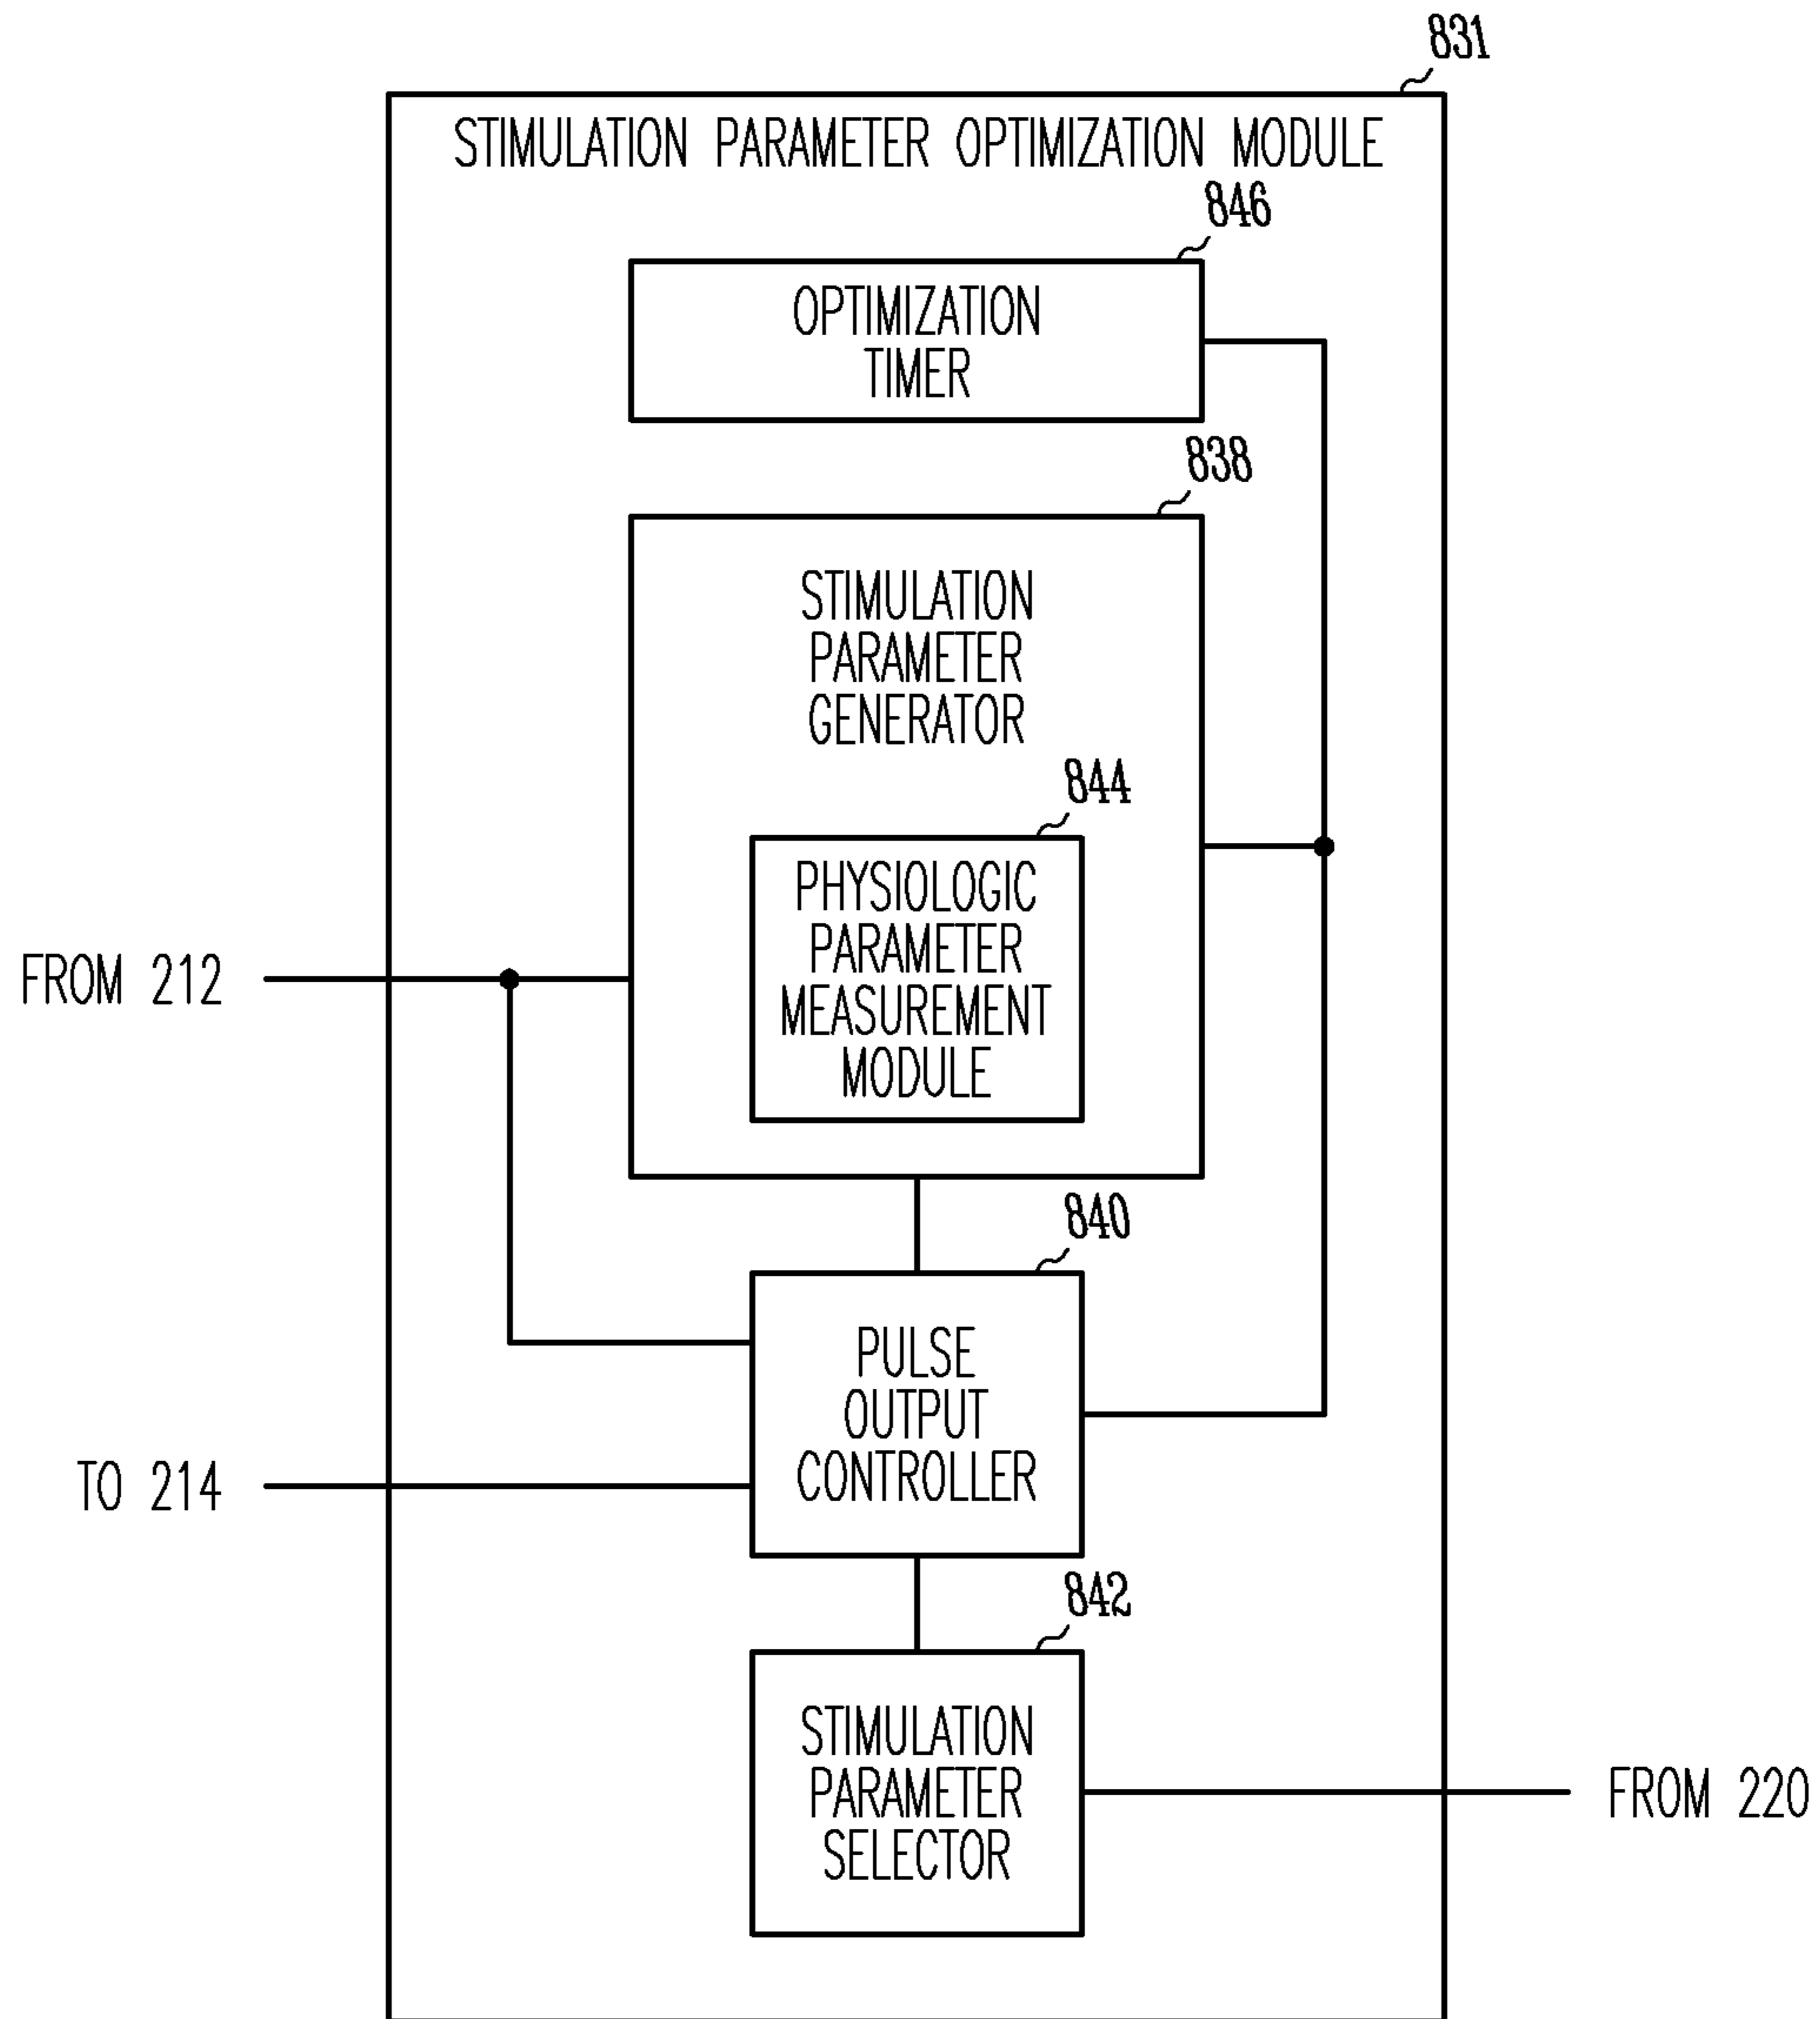 831
STIMULATION PARAMETER OPTIMIZATION MODULE
846
OPTIMIZATION
TIMER
838
STIMULATION
PARAMETER
GENERATOR
844
PHYSIOLOGIC
PARAMETER
MEASUREMENT
MODULE
FROM 212
840
PULSE
OUTPUT
CONTROLLER
TO 214
842
STIMULATION
PARAMETER
SELECTOR
FROM 220